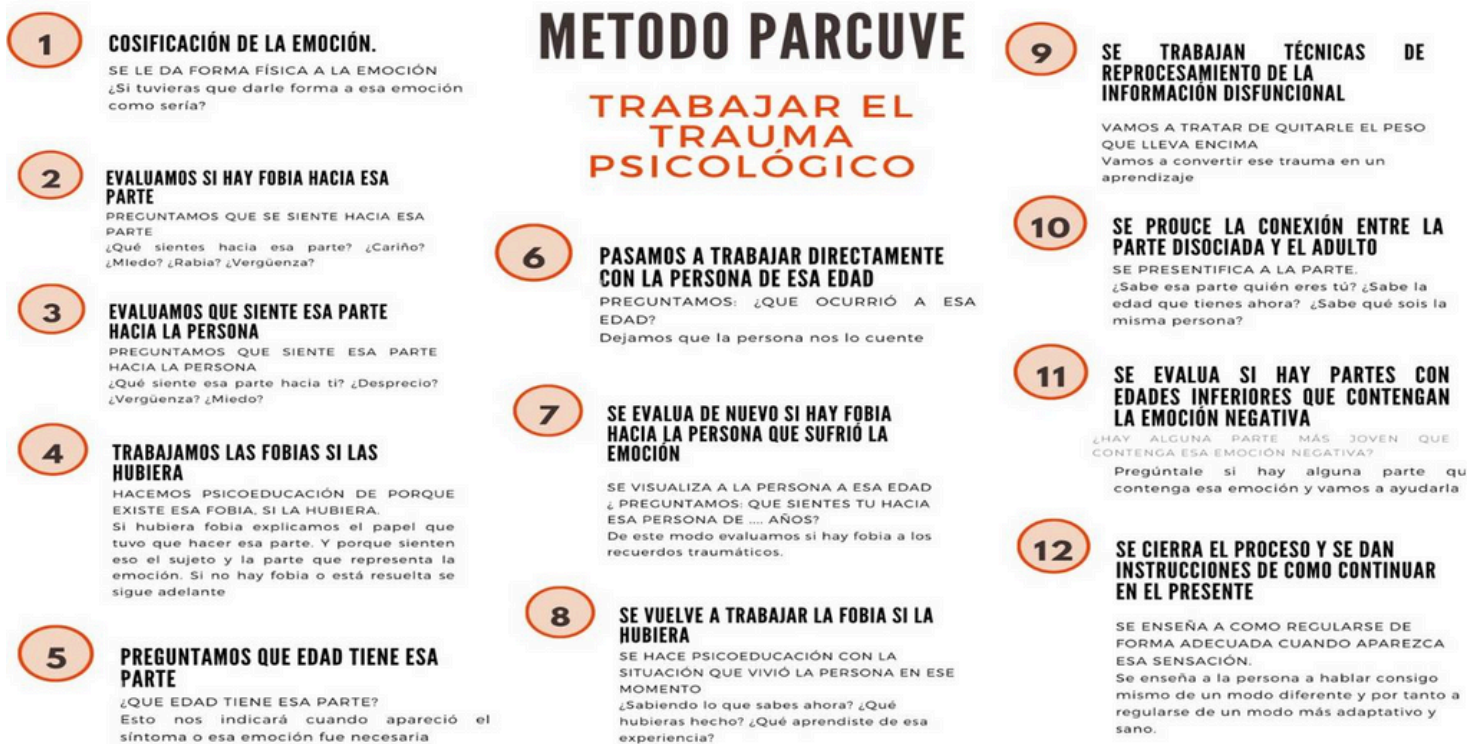 METODO PARCUVE
TRABAJAR EL
TRAUMA
PSICOLÓGICO
1
COSIFICACIÓN DE LA EMOCIÓN.
SE LE DA FORMA FÍSICA A LA EMOCIÓN
¿Si tuvieras que darle forma a esa emoción
como sería?
2
EVALUAMOS SI HAY FOBIA HACIA ESA
PARTE
PREGUNTAMOS QUE SE SIENTE HACIA ESA
PARTE
¿Qué sientes hacia esa parte? ¿Cariño?
¿MIedo? ¿Rabia? ¿Vergüenza?
3
EVALUAMOS QUE SIENTE ESA PARTE
HACIA LA PERSONA
PREGUNTAMOS QUE SIENTE ESA PARTE
HACIA LA PERSONA
¿Qué siente esa parte hacia ti? ¿Desprecio?
¿Vergüenza? ¿Miedo?
4
TRABAJAMOS LAS FOBIAS SI LAS
HUBIERA
HACEMOS PSICOEDUCACIÓN DE PORQUE
EXISTE ESA FOBIA, SI LA HUBIERA.
Si hubiera fobia explicamos el papel que
tuvo que hacer esa parte. Y porque sienten
eso el sujeto y la parte que representa la
emoción. Si no hay fobia o está resuelta se
sigue adelante
5
PREGUNTAMOS QUE EDAD TIENE ESA
PARTE
¿QUE EDAD TIENE ESA PARTE?
Esto nos indicará cuando apareció el
síntoma o esa emoción fue necesaria
6
PASAMOS A TRABAJAR DIRECTAMENTE
CON LA PERSONA DE ESA EDAD
PREGUNTAMOS: ¿QUE OCURRIÓ A ESA
EDAD?
Dejamos que la persona nos lo cuente
7
SE EVALUA DE NUEVO SI HAY FOBIA
HACIA LA PERSONA QUE SUFRIÓ LA
EMOCIÓN
SE VISUALIZA A LA PERSONA A ESA EDAD
¿ PREGUNTAMOS: QUE SIENTES TU HACIA
ESA PERSONA DE .... AÑOS?
De este modo evaluamos si hay fobia a los
recuerdos traumáticos.
8
SE VUELVE A TRABAJAR LA FOBIA SI LA
HUBIERA
SE HACE PSICOEDUCACIÓN CON LA
SITUACIÓN QUE VIVIÓ LA PERSONA EN ESE
MOMENTO
¿Sabiendo lo que sabes ahora? ¿Qué
hubieras hecho? ¿Qué aprendiste de esa
experiencia?
9
SE TRABAJAN TÉCNICAS DE
REPROCESAMIENTO DE LA
INFORMACIÓN DISFUNCIONAL
VAMOS A TRATAR DE QUITARLE EL PESO
QUE LLEVA ENCIMA
Vamos a convertir ese trauma en un
aprendizaje
10
SE PROUCE LA CONEXIÓN ENTRE LA
PARTE DISOCIADA Y EL ADULTO
SE PRESENTIFICA A LA PARTE.
¿Sabe esa parte quién eres tú? ¿Sabe la
edad que tienes ahora? ¿Sabe qué sois la
misma persona?
11
SE EVALUA SI HAY PARTES CON
EDADES INFERIORES QUE CONTENGAN
LA EMOCIÓN NEGATIVA
¿HAY ALGUNA PARTE MÁS JOVEN QUE
CONTENGA ESA EMOCIÓN NEGATIVA?
Pregúntale si hay alguna parte qu
contenga esa emoción y vamos a ayudarla
12
SE CIERRA EL PROCESO Y SE DAN
INSTRUCCIONES DE COMO CONTINUAR
EN EL PRESENTE
SE ENSEÑA A COMO REGULARSE DE
FORMA ADECUADA CUANDO APAREZCA
ESA SENSACIÓN.
Se enseña a la persona a hablar consigo
mismo de un modo diferente y por tanto a
regularse de un modo más adaptativo y
sano.